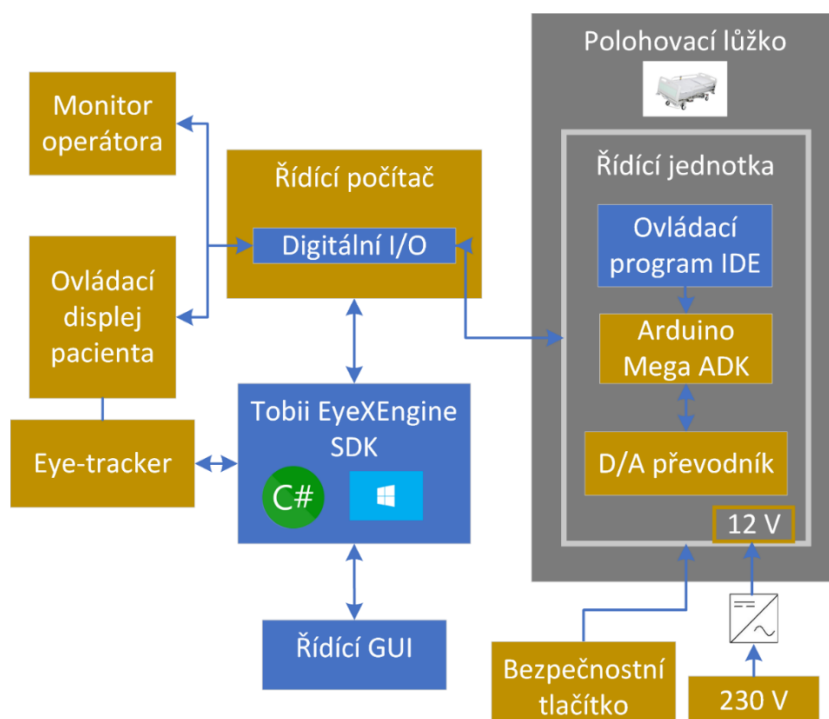 Polohovací lůžko
Monitor
operátora
Řídící počítač
Digitální I/O
Řídící jednotka
Ovládací
program IDE
Ovládací
displej
pacienta
Arduino
Mega ADK
Eye-tracker
Tobii EyeXEngine
SDK
C#
D/A převodník
12 V
Řídící GUI
Bezpečnostní
tlačítko
230 V